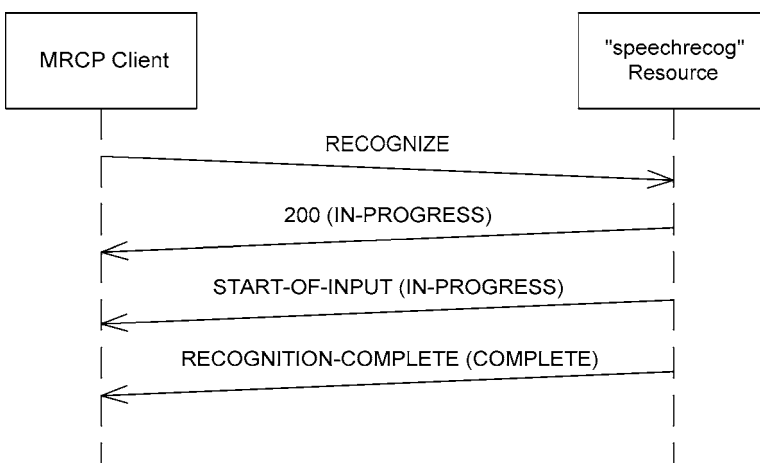 MRCP Client
"speechrecog"
Resource
RECOGNIZE
200 (IN-PROGRESS)
START-OF-INPUT (IN-PROGRESS)
RECOGNITION-COMPLETE (COMPLETE)